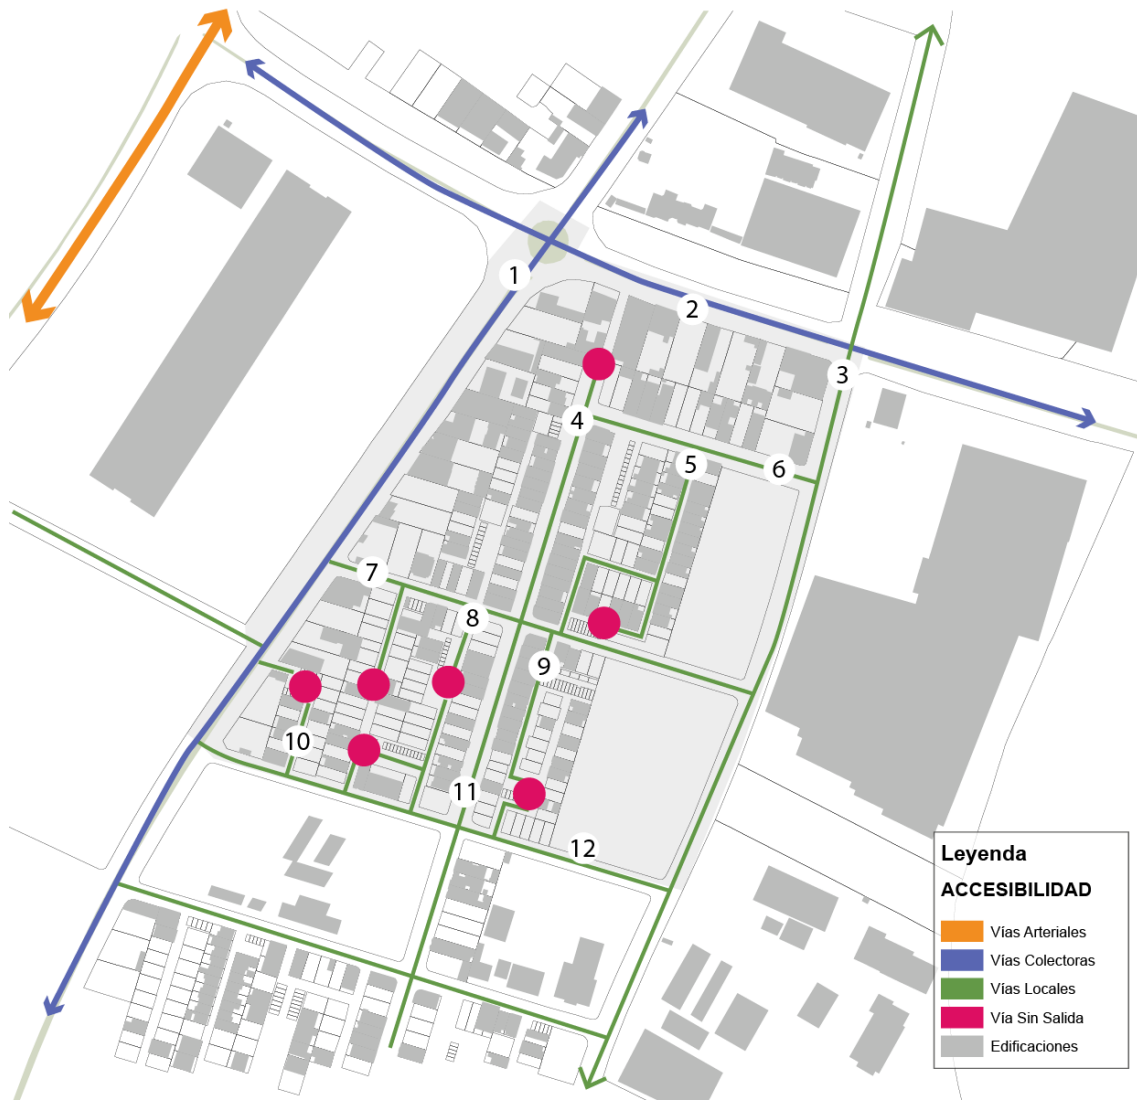 1
2
3
4
5
6
7
8
9
10
11
12
Leyenda
ACCESIBILIDAD
Vías Arteriales
Vías Colectoras
Vías Locales
Vía Sin Salida
Edificaciones